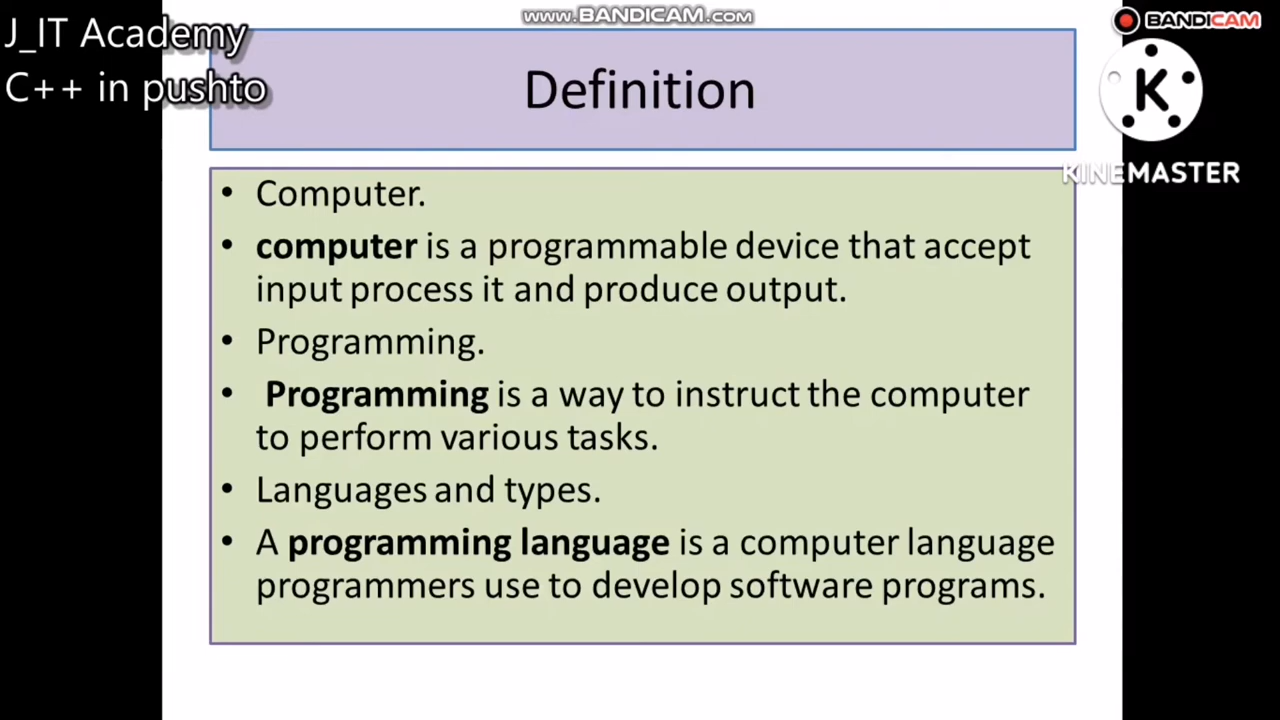 www.BANDICAM.com
BANDICAM
J_IT Academy
C++ in pushto
K
KINEMASTER
Definition
• Computer.
• computer is a programmable device that accept
input process it and produce output.
• Programming.
• Programming is a way to instruct the computer
to perform various tasks.
• Languages and types.
• A programming language is a computer language
programmers use to develop software programs.